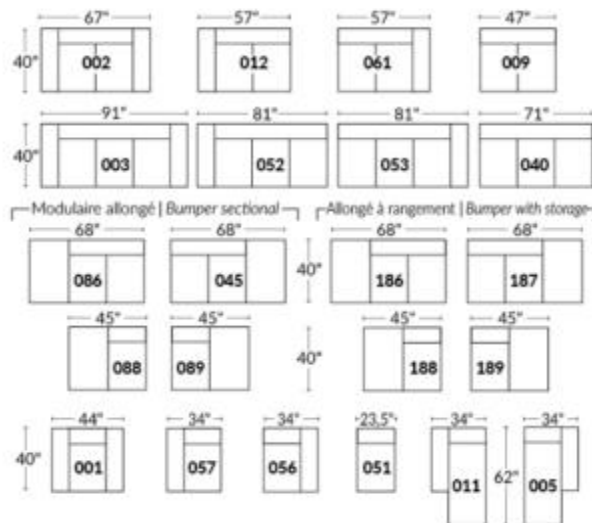 67" 57" 57" 47"
40" 002 012 061 009
91" 81" 81" 71"
40" 003 052 053 040
Modulaire allongé | Bumper sectional Allongé à rangement | Bumper with storage
68" 68" 68" 68"
086 045 40" 186 187
45" 45" 45" 45"
088 089 40" 188 189
44" 34" 34" 23,5" 34" 34"
40" 001 057 056 051 011 62" 005